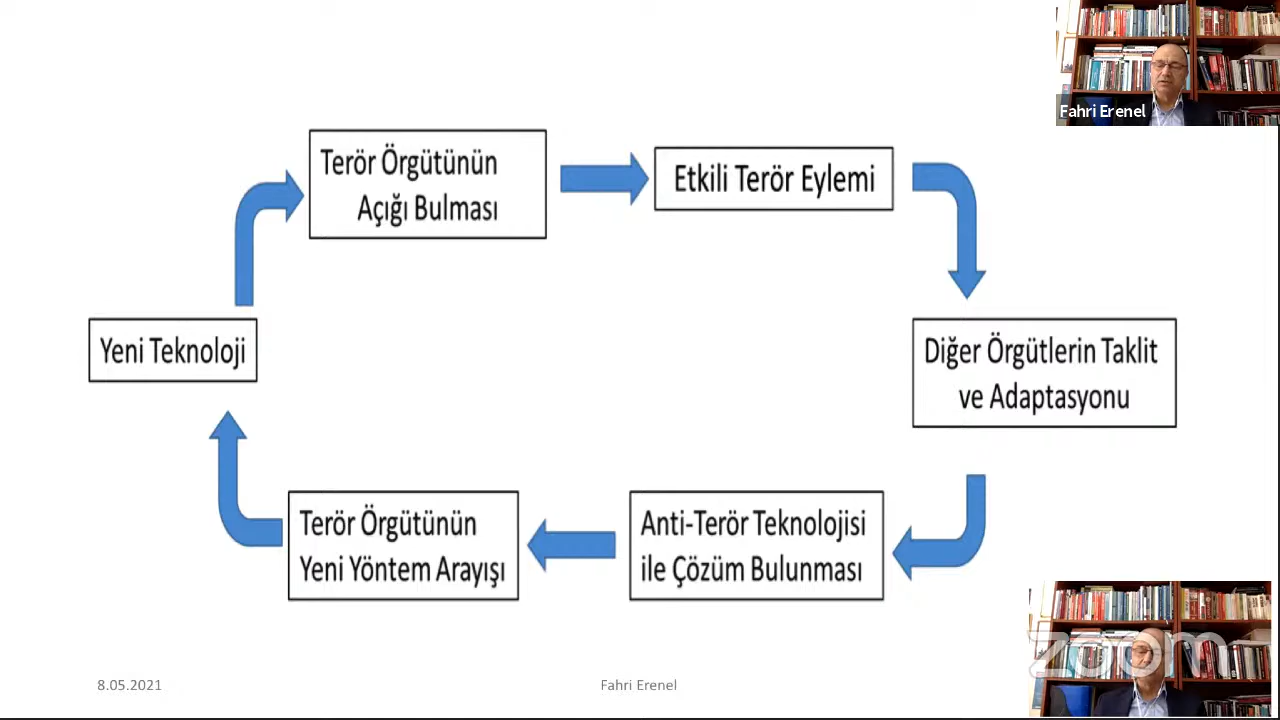 Fahri Erenel
Terör Örgütünün
Açığı Bulması
Etkili Terör Eylemi
Yeni Teknoloji
Diğer Örgütlerin Taklit
ve Adaptasyonu
Terör Örgütünün
Yeni Yöntem Arayışı
Anti-Terör Teknolojisi
ile Çözüm Bulunması
8.05.2021
Fahri Erenel
zoom